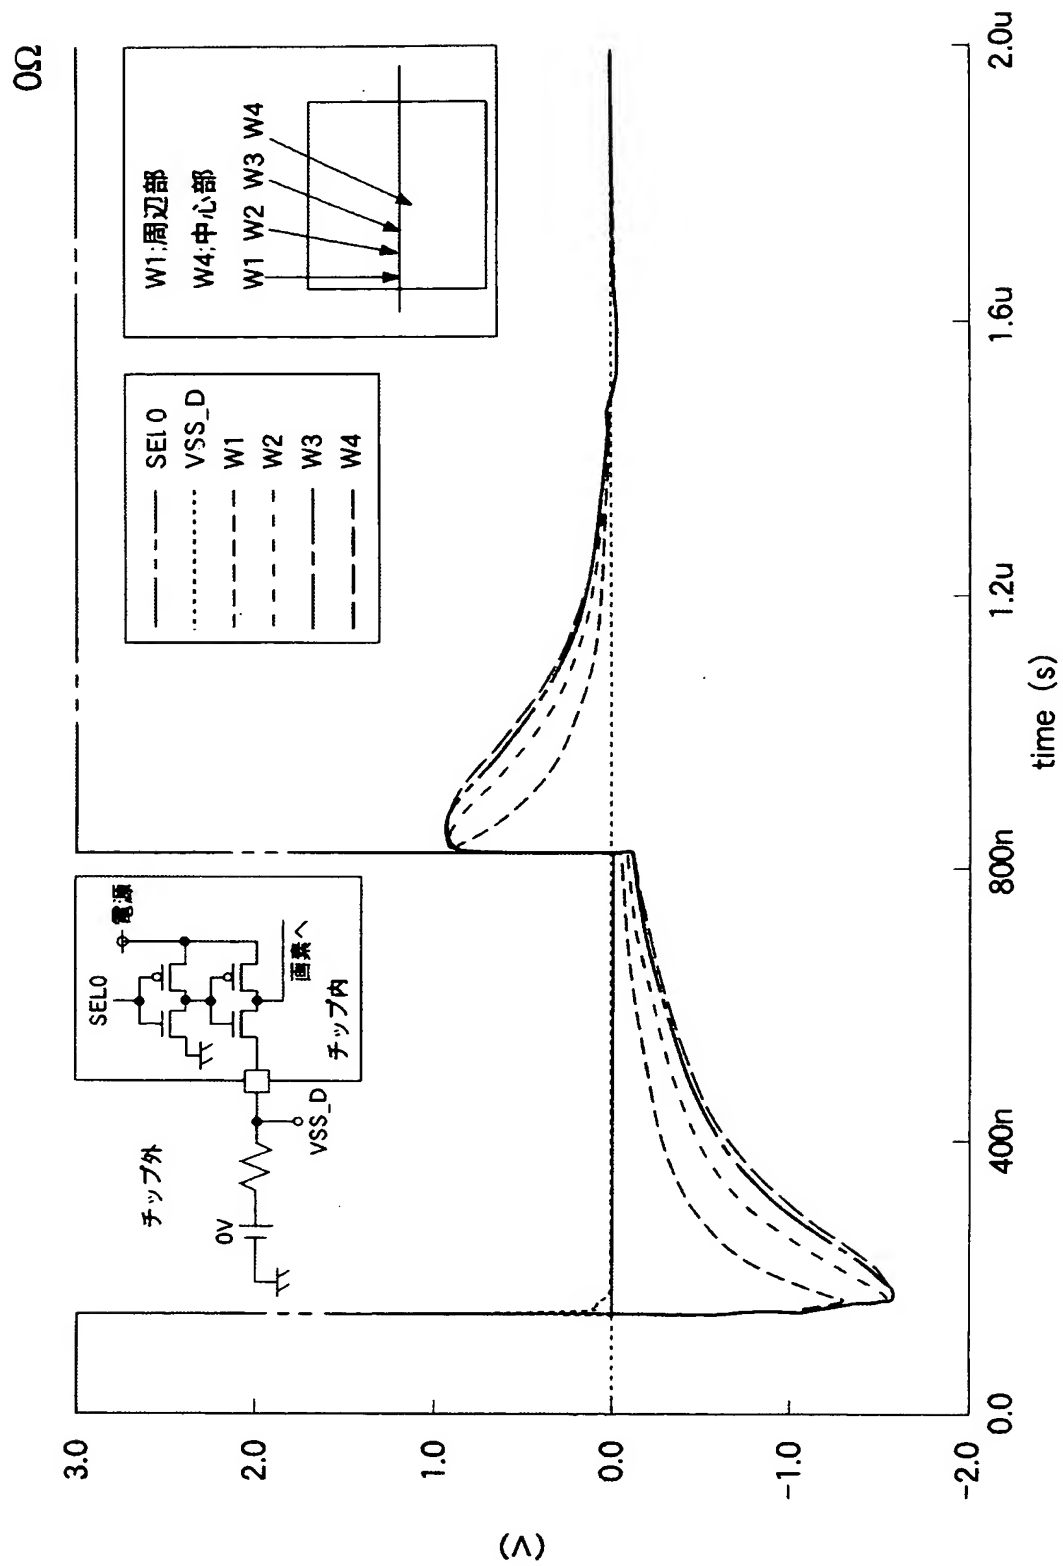 0Ω
3.0
2.0
1.0
0.0
-1.0
-2.0
(V)
0.0
400n
800n
1.2u
1.6u
2.0u
time (s)
チップ外
0V
VSS_D
SEL0
電源
画素へ
チップ内
SEL0
VSS_D
W1
W2
W3
W4
W1;周辺部
W4;中心部
W1 W2 W3 W4